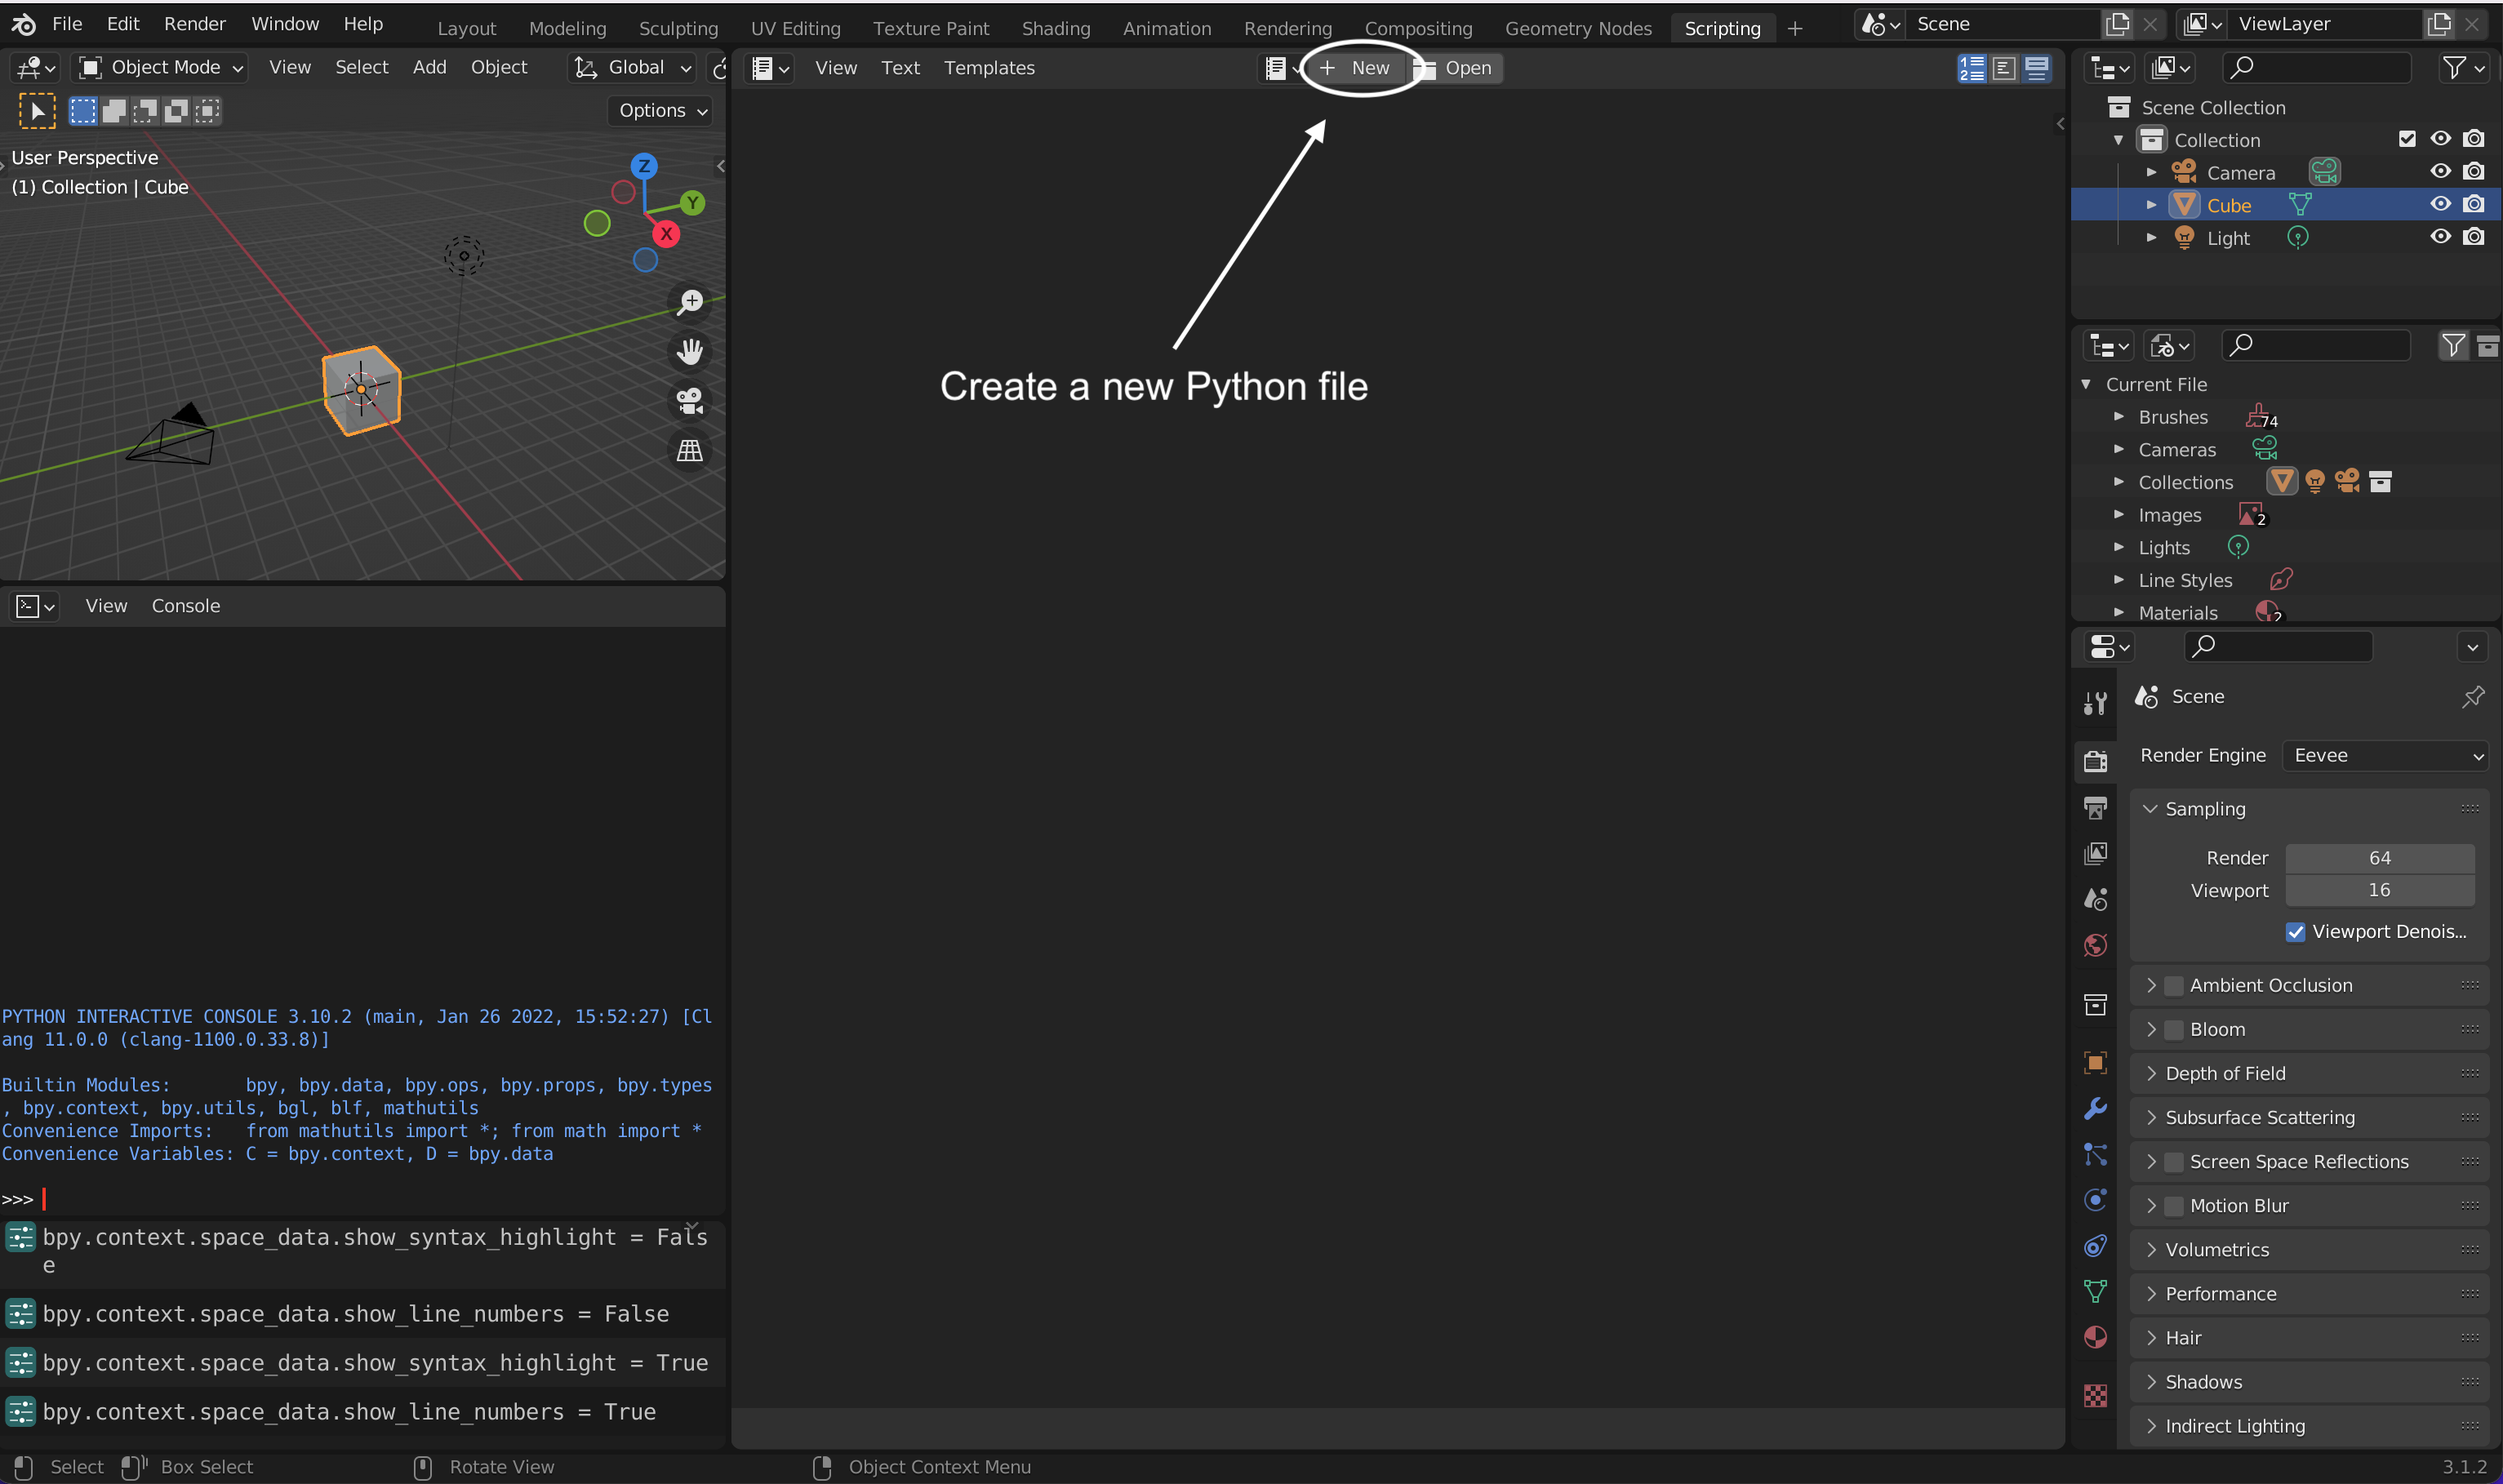 File Edit Render Window Help
Layout Modeling Sculpting UV Editing Texture Paint Shading Animation Rendering Compositing Geometry Nodes Scripting +
Scene
ViewLayer
Object Mode View Select Add Object Global
Options
User Perspective
(1) Collection | Cube
Z
Y
X
View Text Templates
+ New Open
Create a new Python file
View Console
PYTHON INTERACTIVE CONSOLE 3.10.2 (main, Jan 26 2022, 15:52:27) [Cl
ang 11.0.0 (clang-1100.0.33.8)]
Builtin Modules: bpy, bpy.data, bpy.ops, bpy.props, bpy.types
, bpy.context, bpy.utils, bgl, blf, mathutils
Convenience Imports: from mathutils import *; from math import *
Convenience Variables: C = bpy.context, D = bpy.data
>>>
bpy.context.space_data.show_syntax_highlight = Fals
e
bpy.context.space_data.show_line_numbers = False
bpy.context.space_data.show_syntax_highlight = True
bpy.context.space_data.show_line_numbers = True
Scene Collection
Collection
Camera
Cube
Light
Current File
Brushes 74
Cameras
Collections
Images 2
Lights
Line Styles
Materials 2
Scene
Render Engine Eevee
Sampling
Render 64
Viewport 16
Viewport Denois...
Ambient Occlusion
Bloom
Depth of Field
Subsurface Scattering
Screen Space Reflections
Motion Blur
Volumetrics
Performance
Hair
Shadows
Indirect Lighting
Select Box Select Rotate View Object Context Menu 3.1.2